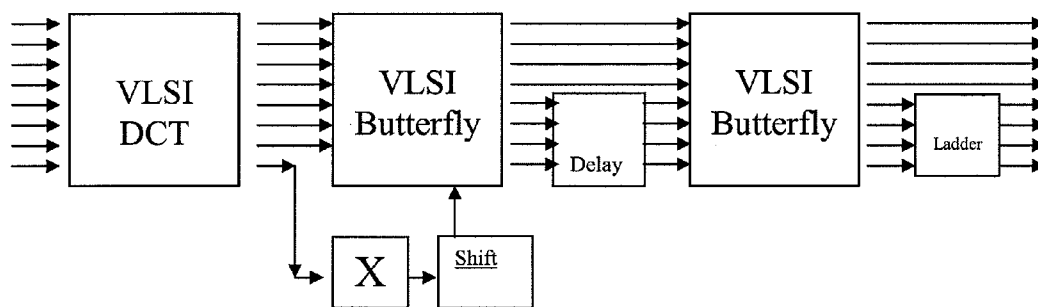 VLSI
DCT
VLSI
Butterfly
Delay
VLSI
Butterfly
Ladder
X
Shift